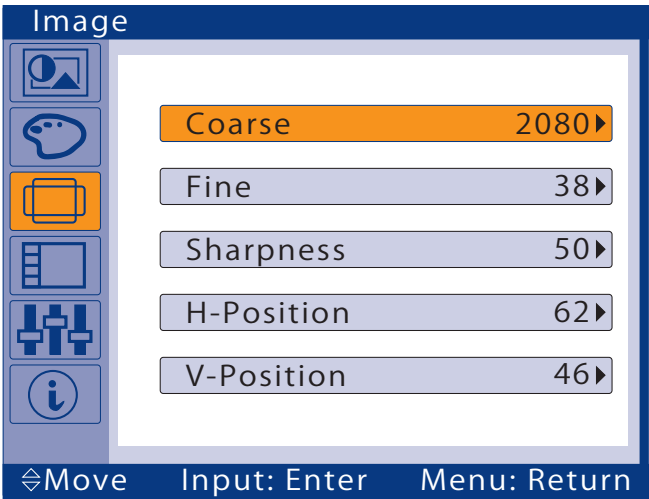 Image
Coarse 2080
Fine 38
Sharpness 50
H-Position 62
V-Position 46
Move Input: Enter Menu: Return